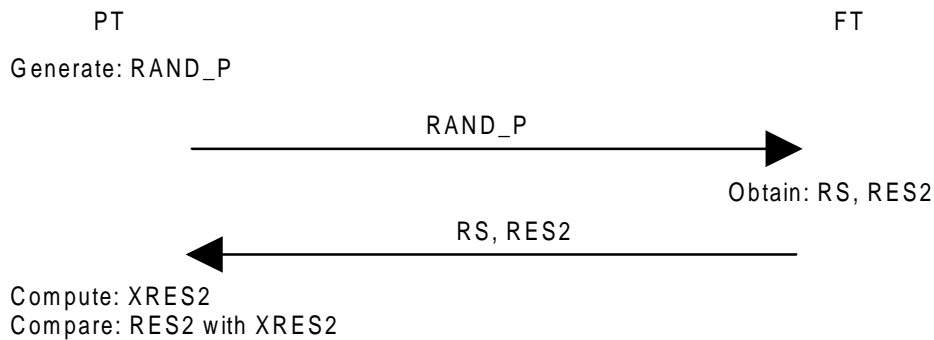 PT FT
Generate: RAND_P
RAND_P
Obtain: RS, RES2
RS, RES2
Compute: XRES2
Compare: RES2 with XRES2